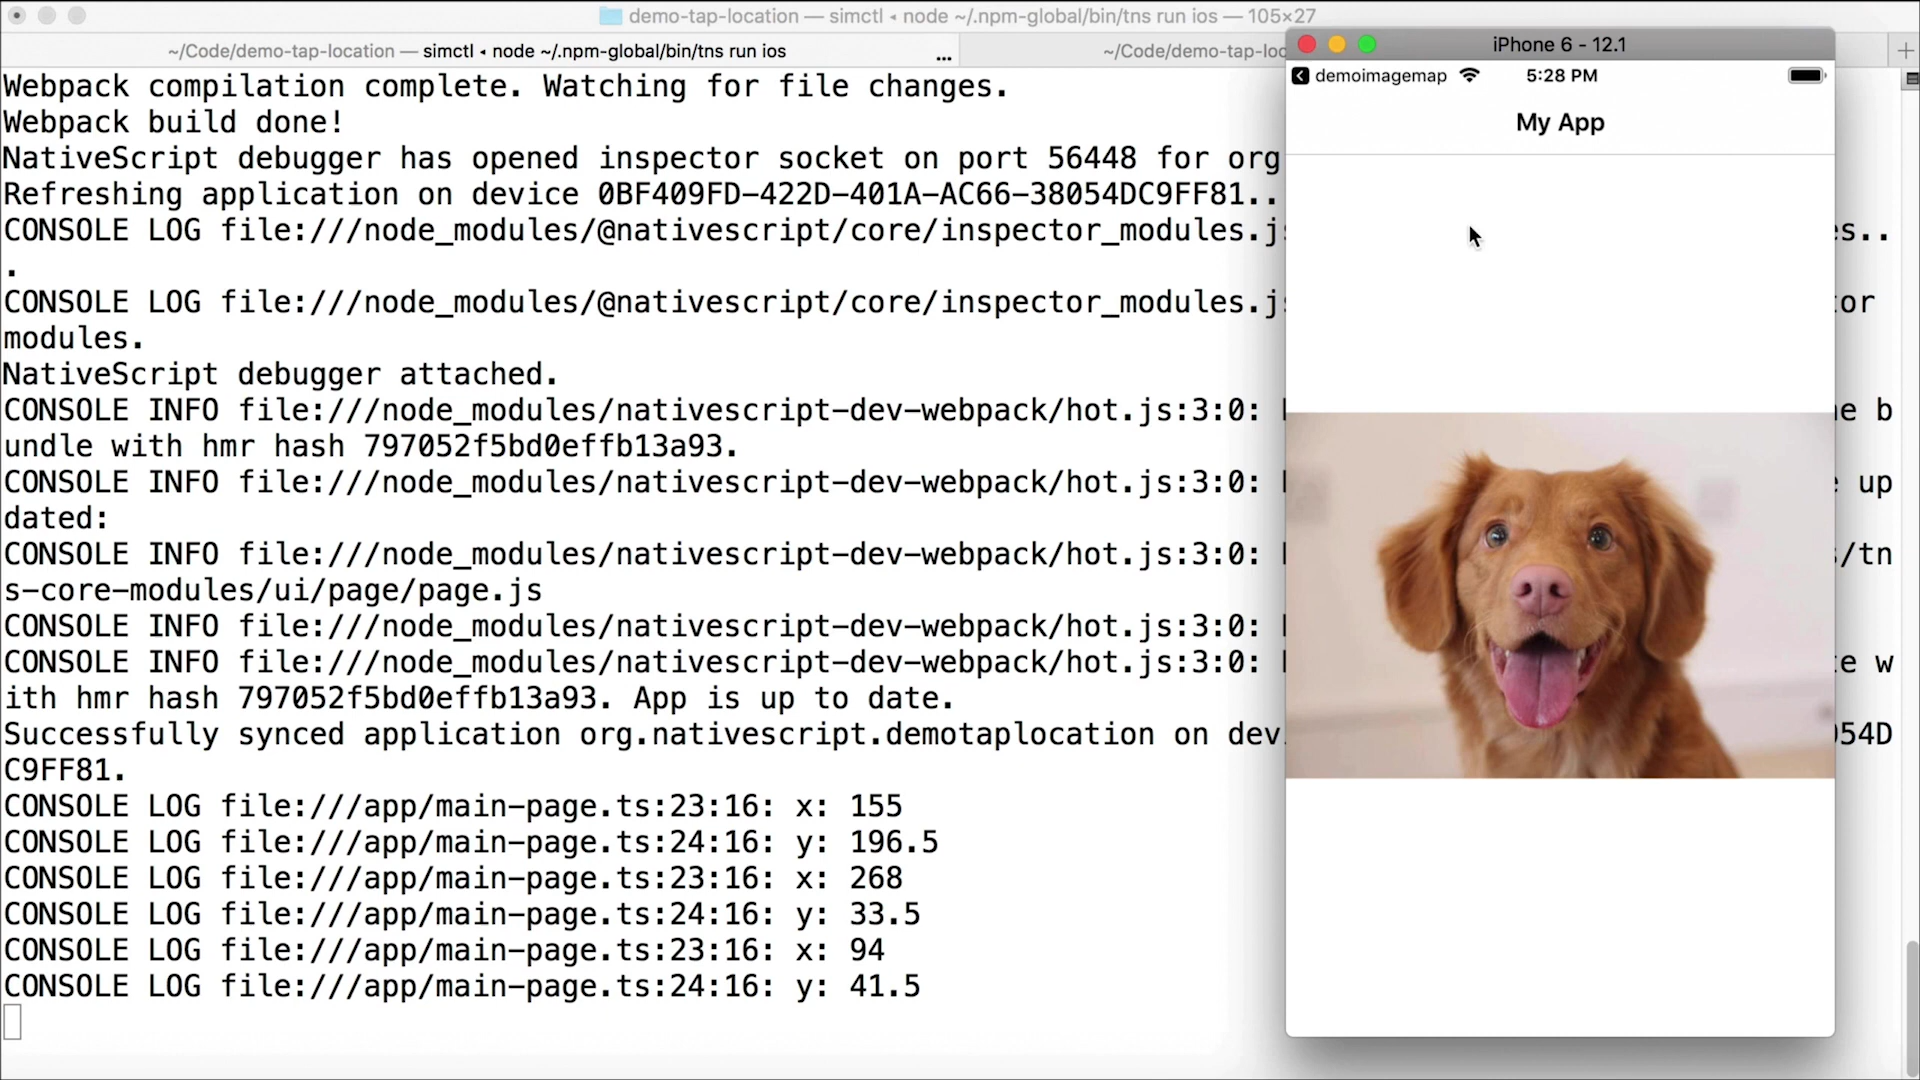 demo-tap-location — simctl ◂ node ~/.npm-global/bin/tns run ios — 105×27
~/Code/demo-tap-location — simctl ◂ node ~/.npm-global/bin/tns run ios ...
~/Code/demo-tap-loc
+
Webpack compilation complete. Watching for file changes.
Webpack build done!
NativeScript debugger has opened inspector socket on port 56448 for org
Refreshing application on device 0BF409FD-422D-401A-AC66-38054DC9FF81..
CONSOLE LOG file:///node_modules/@nativescript/core/inspector_modules.js es..
.
CONSOLE LOG file:///node_modules/@nativescript/core/inspector_modules.js tor
modules.
NativeScript debugger attached.
CONSOLE INFO file:///node_modules/nativescript-dev-webpack/hot.js:3:0: he b
undle with hmr hash 797052f5bd0effb13a93.
CONSOLE INFO file:///node_modules/nativescript-dev-webpack/hot.js:3:0: e up
dated:
CONSOLE INFO file:///node_modules/nativescript-dev-webpack/hot.js:3:0: s/tn
s-core-modules/ui/page/page.js
CONSOLE INFO file:///node_modules/nativescript-dev-webpack/hot.js:3:0:
CONSOLE INFO file:///node_modules/nativescript-dev-webpack/hot.js:3:0: te w
ith hmr hash 797052f5bd0effb13a93. App is up to date.
Successfully synced application org.nativescript.demotaplocation on dev 054D
C9FF81.
CONSOLE LOG file:///app/main-page.ts:23:16: x: 155
CONSOLE LOG file:///app/main-page.ts:24:16: y: 196.5
CONSOLE LOG file:///app/main-page.ts:23:16: x: 268
CONSOLE LOG file:///app/main-page.ts:24:16: y: 33.5
CONSOLE LOG file:///app/main-page.ts:23:16: x: 94
CONSOLE LOG file:///app/main-page.ts:24:16: y: 41.5
iPhone 6 - 12.1
demoimagemap 5:28 PM
My App